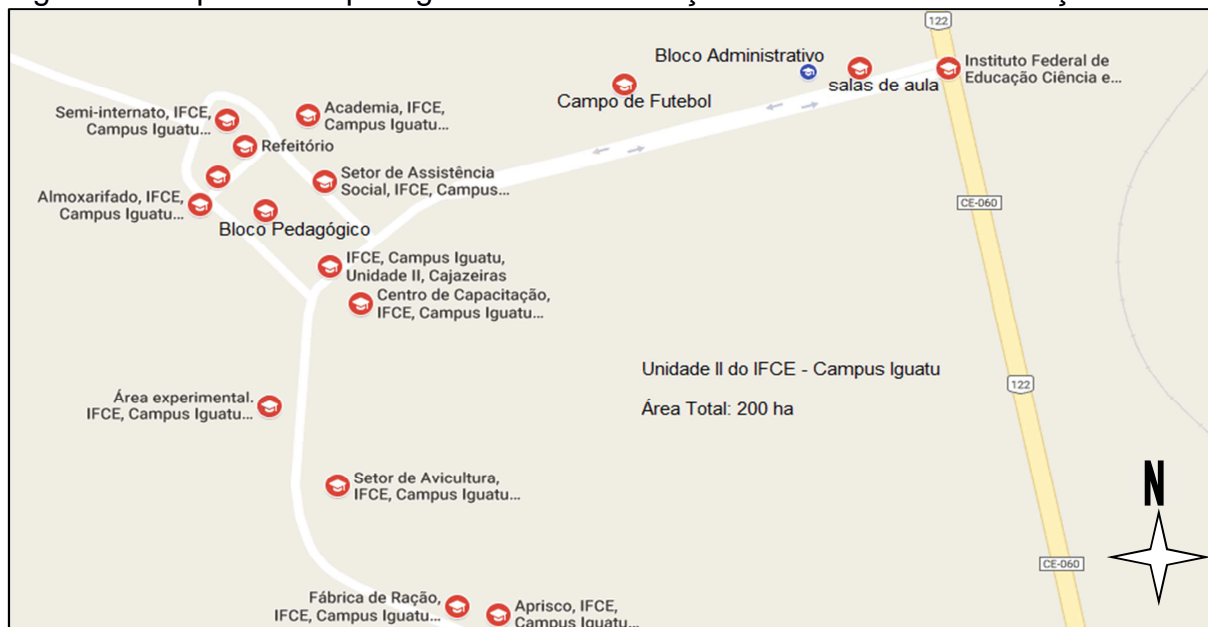 122
Bloco Administrativo
Instituto Federal de
Educação Ciência e...
salas de aula
Campo de Futebol
Semi-internato, IFCE,
Campus Iguatu...
Academia, IFCE,
Campus Iguatu...
Refeitório
Setor de Assistência
Social, IFCE, Campus...
Almoxarifado, IFCE,
Campus Iguatu...
CE-060
Bloco Pedagógico
IFCE, Campus Iguatu,
Unidade II, Cajazeiras
Centro de Capacitação,
IFCE, Campus Iguatu...
Unidade II do IFCE - Campus Iguatu
122
Área experimental.
IFCE, Campus Iguatu...
Área Total: 200 ha
Setor de Avicultura,
IFCE, Campus Iguatu...
N
CE-060
Fábrica de Ração,
IFCE, Campus Iguatu...
Aprisco, IFCE,
Campus Iguatu...